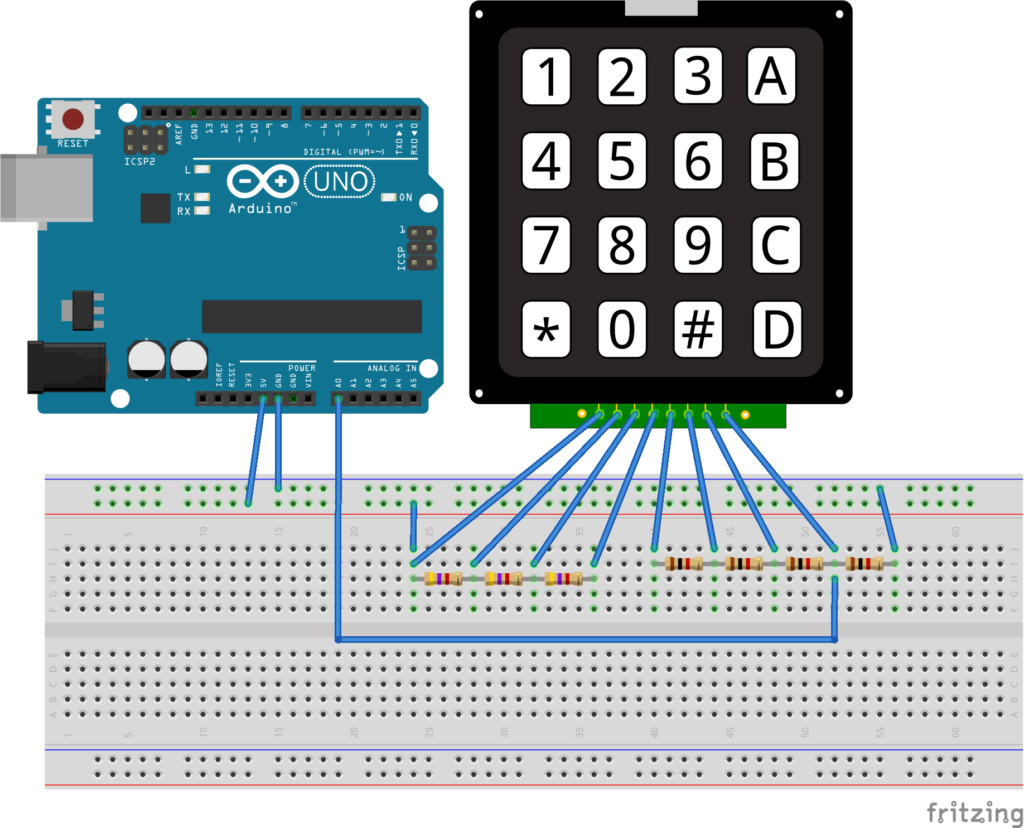 1 2 3 A
4 5 6 B
7 8 9 C
* 0 # D
RESET
ICSP2
AREF
GND
13
12
~11
~10
~9
8
7
~6
~5
4
~3
2
TX0▶1
RX0◀0
DIGITAL (PWM=~)
L
TX
RX
UNO
Arduino™
ON
1
ICSP
POWER
ANALOG IN
IOREF
RESET
3V3
5V
GND
GND
VIN
A0
A1
A2
A3
A4
A5
1 5 10 15 20 25 30 35 40 45 50 55 60
J J
I I
H H
G G
F F
E E
D D
C C
B B
A A
1 5 10 15 20 25 30 35 40 45 50 55 60
fritzing